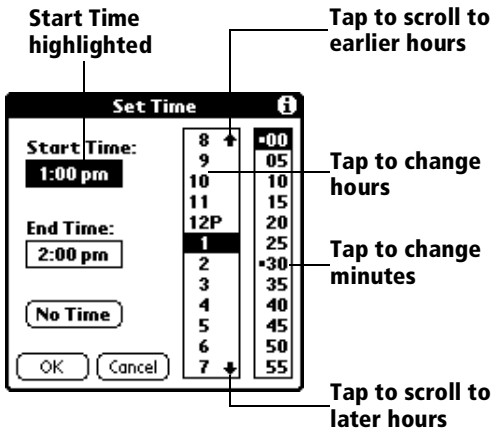 Start Time
highlighted
Tap to scroll to
earlier hours
Set Time
Start Time:
1:00 pm
End Time:
2:00 pm
No Time
OK
Cancel
8
9
10
11
12P
1
2
3
4
5
6
7
00
05
10
15
20
25
30
35
40
45
50
55
Tap to change
hours
Tap to change
minutes
Tap to scroll to
later hours